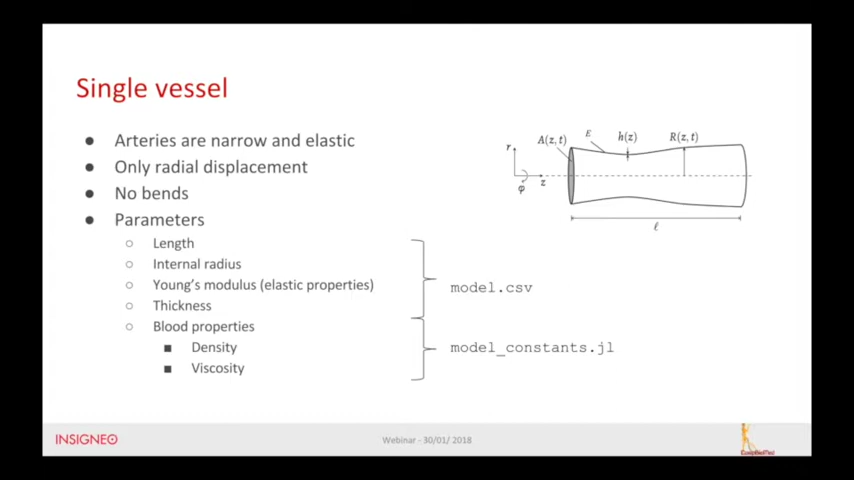 Single vessel
● Arteries are narrow and elastic
● Only radial displacement
● No bends
● Parameters
○ Length
○ Internal radius
○ Young's modulus (elastic properties)
○ Thickness
○ Blood properties
■ Density
■ Viscosity
model.csv
model_constants.jl
A(z,t) E h(z) R(z,t)
r
φ z
ℓ
INSIGNEO
Webinar - 30/01/ 2018
CompBioMed